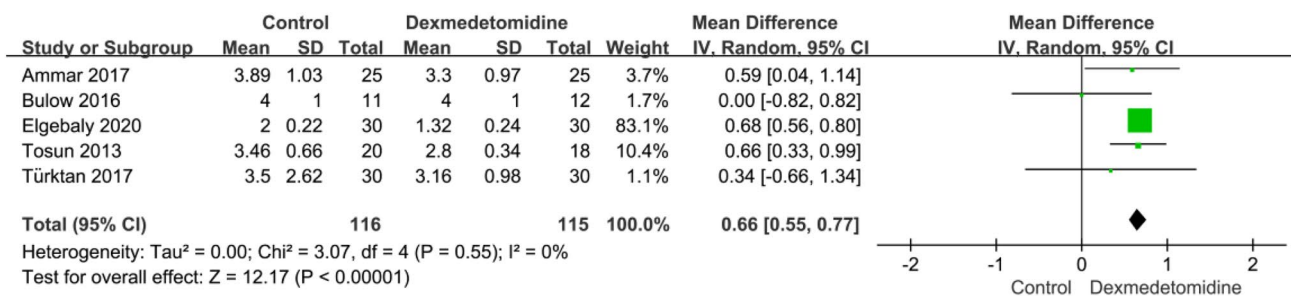 Control Dexmedetomidine Mean Difference Mean Difference
Study or Subgroup Mean SD Total Mean SD Total Weight IV, Random, 95% CI IV, Random, 95% CI
Ammar 2017 3.89 1.03 25 3.3 0.97 25 3.7% 0.59 [0.04, 1.14]
Bulow 2016 4 1 11 4 1 12 1.7% 0.00 [-0.82, 0.82]
Elgebaly 2020 2 0.22 30 1.32 0.24 30 83.1% 0.68 [0.56, 0.80]
Tosun 2013 3.46 0.66 20 2.8 0.34 18 10.4% 0.66 [0.33, 0.99]
Türktan 2017 3.5 2.62 30 3.16 0.98 30 1.1% 0.34 [-0.66, 1.34]
Total (95% CI) 116 115 100.0% 0.66 [0.55, 0.77]
Heterogeneity: Tau² = 0.00; Chi² = 3.07, df = 4 (P = 0.55); I² = 0%
Test for overall effect: Z = 12.17 (P < 0.00001)
-2 -1 0 1 2
Control Dexmedetomidine